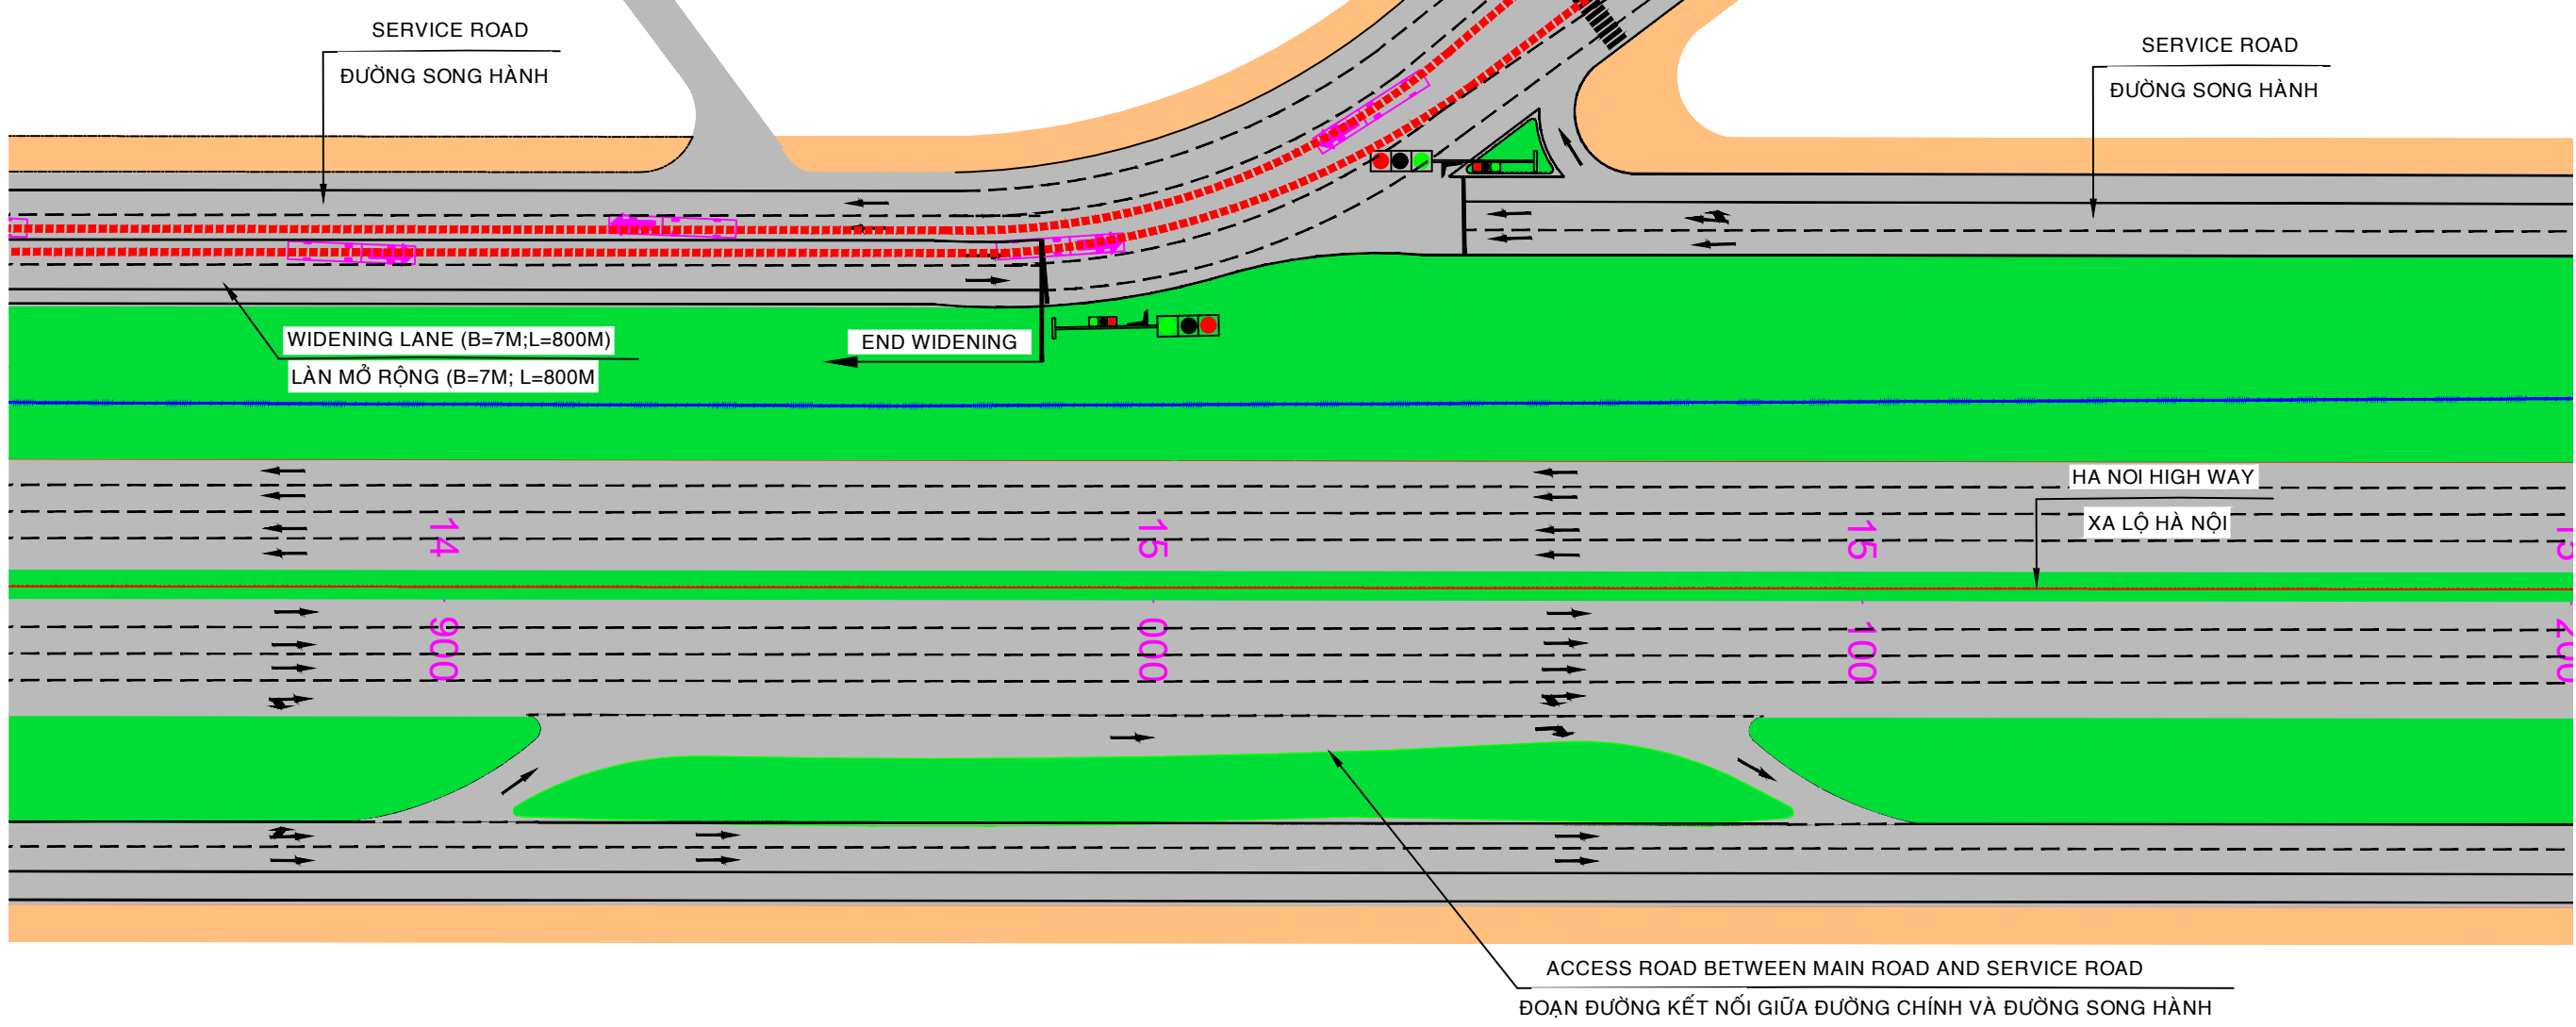 SERVICE ROAD
ĐƯỜNG SONG HÀNH
SERVICE ROAD
ĐƯỜNG SONG HÀNH
WIDENING LANE (B=7M;L=800M)
LÀN MỞ RỘNG (B=7M; L=800M
END WIDENING
HA NOI HIGH WAY
XA LỘ HÀ NỘI
14
900
15
000
15
100
15
200
ACCESS ROAD BETWEEN MAIN ROAD AND SERVICE ROAD
ĐOẠN ĐƯỜNG KẾT NỐI GIỮA ĐƯỜNG CHÍNH VÀ ĐƯỜNG SONG HÀNH